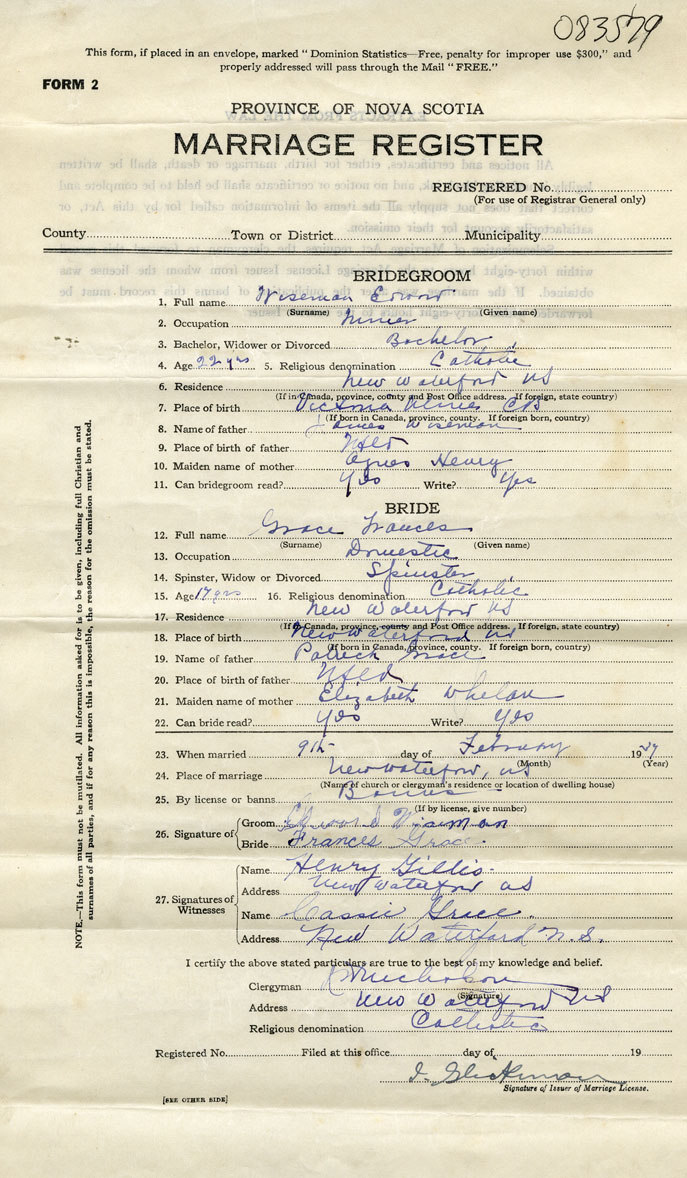 083579
This form, if placed in an envelope, marked "Dominion Statistics—Free, penalty for improper use $300," and
properly addressed will pass through the Mail "FREE."
FORM 2
PROVINCE OF NOVA SCOTIA
MARRIAGE REGISTER
REGISTERED No.
(For use of Registrar General only)
County Town or District Municipality
BRIDEGROOM
1. Full name Wiseman Edward
(Surname) (Given name)
2. Occupation Miner
3. Bachelor, Widower or Divorced Bachelor
4. Age 22 yrs 5. Religious denomination Catholic
6. Residence New Waterford NS
(If in Canada, province, county and Post Office address. If foreign, state country)
7. Place of birth Victoria Mines CB
(If born in Canada, province, county. If foreign born, country)
8. Name of father James Wiseman
9. Place of birth of father Nfld
10. Maiden name of mother Agnes Henry
11. Can bridegroom read? Yes Write? Yes
BRIDE
12. Full name Grace Frances
(Surname) (Given name)
13. Occupation Domestic
14. Spinster, Widow or Divorced Spinster
15. Age 17 yrs 16. Religious denomination Catholic
17. Residence New Waterford NS
(If in Canada, province, county and Post Office address. If foreign, state country)
18. Place of birth New Waterford NS
(If born in Canada, province, county. If foreign born, country)
19. Name of father Patrick Grace
20. Place of birth of father Nfld
21. Maiden name of mother Elizabeth Whelan
22. Can bride read? Yes Write? Yes
23. When married 9th day of February 19
(Month) (Year)
24. Place of marriage New Waterford, NS
(Name of church or clergyman's residence or location of dwelling house)
25. By license or banns Banns
(If by license, give number)
26. Signature of Groom Edward Wisman
Bride Frances Grace
27. Signatures of Witnesses Name Henry Gillis
Address New Waterford NS
Name Cassie Grace
Address New Waterford N.S.
I certify the above stated particulars are true to the best of my knowledge and belief.
Clergyman Nicholson
(Signature)
Address New Waterford NS
Religious denomination Catholic
Registered No. Filed at this office day of 19
Signature of Issuer of Marriage License.
[SEE OTHER SIDE]
NOTE.—This form must not be mutilated. All information asked for is to be given, including full Christian and
surnames of all parties, and if for any reason this is impossible, the reason for the omission must be stated.